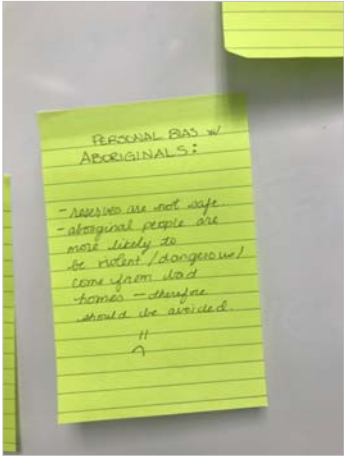 PERSONAL BIAS w/
ABORIGINALS:
- reserves are not safe.
- aboriginal people are
more likely to
be violent / dangerous /
come from bad
homes — therefore
should be avoided.